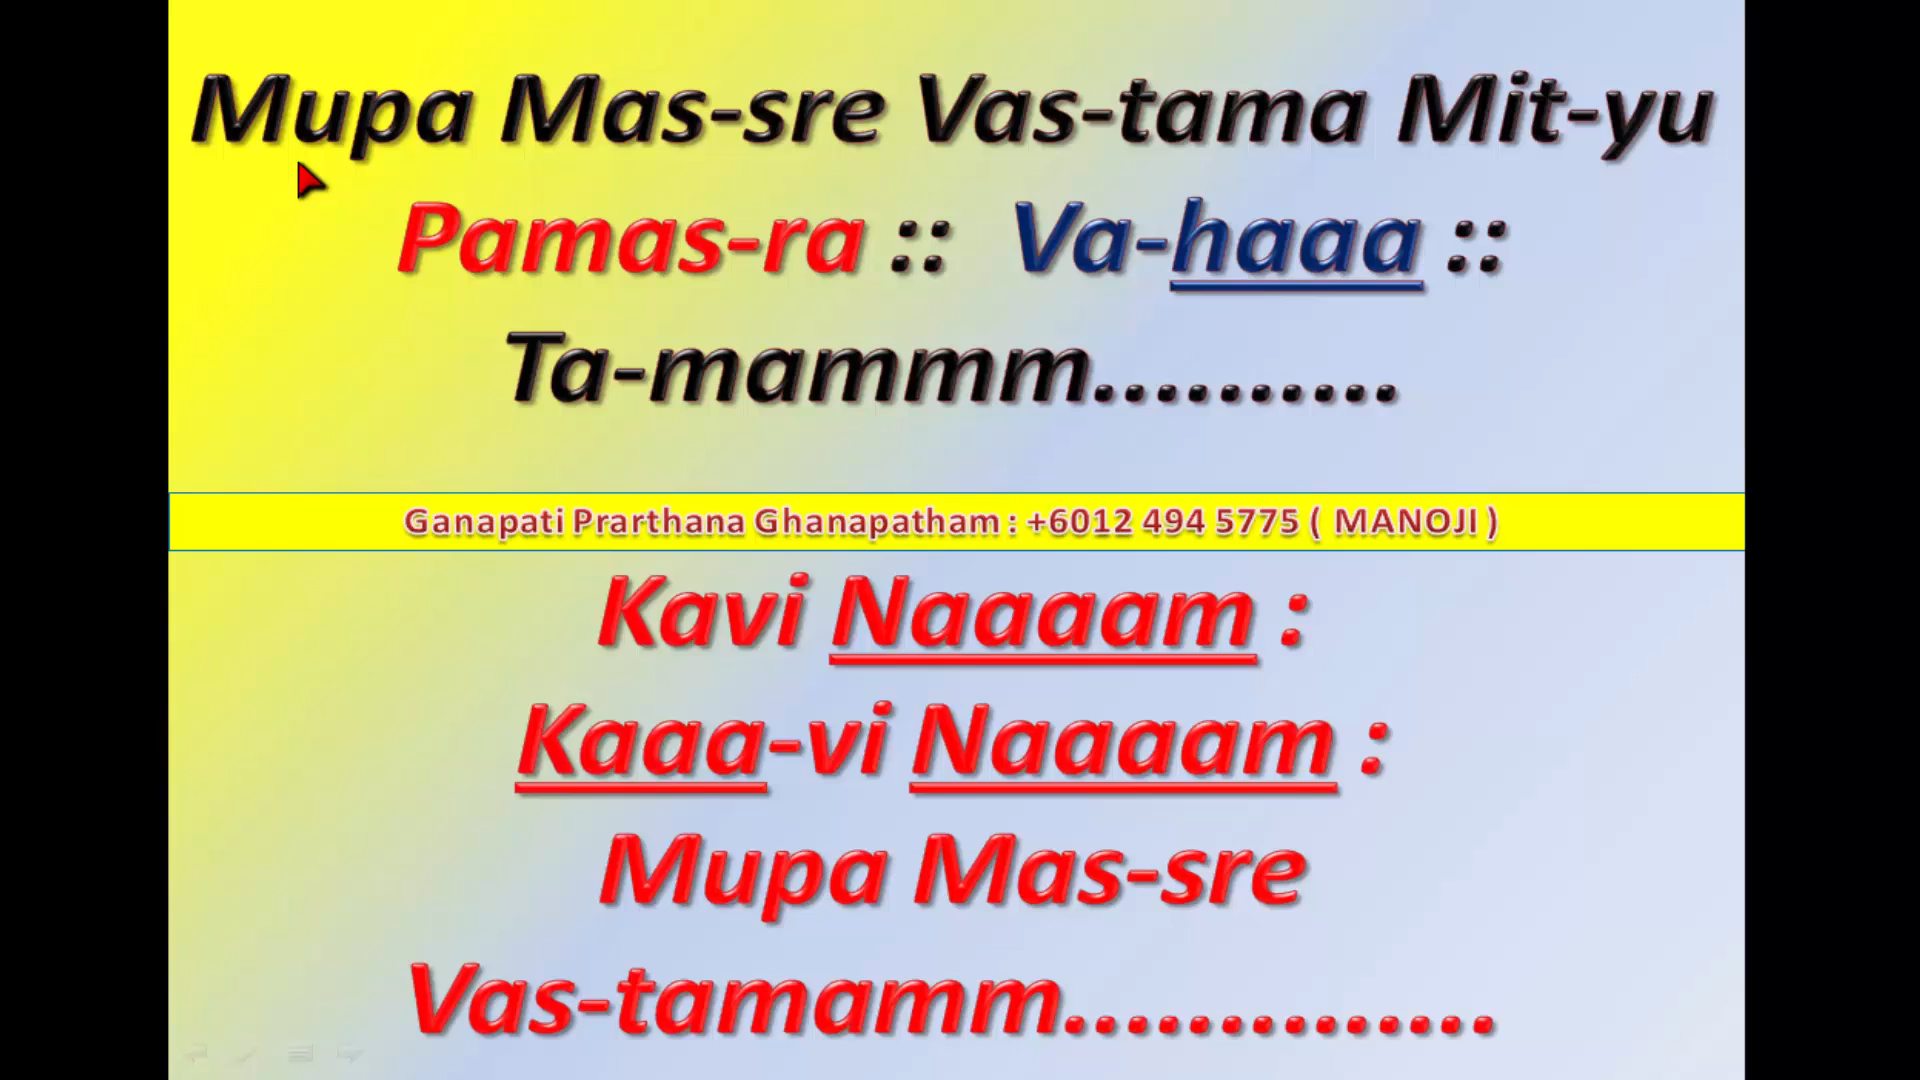 Mupa Mas-sre Vas-tama Mit-yu
Pamas-ra :: Va-haaa ::
Ta-mammm..........
Ganapati Prarthana Ghanapatham : +6012 494 5775 ( MANOJI )
Kavi Naaaam :
Kaaa-vi Naaaam :
Mupa Mas-sre
Vas-tamamm..............